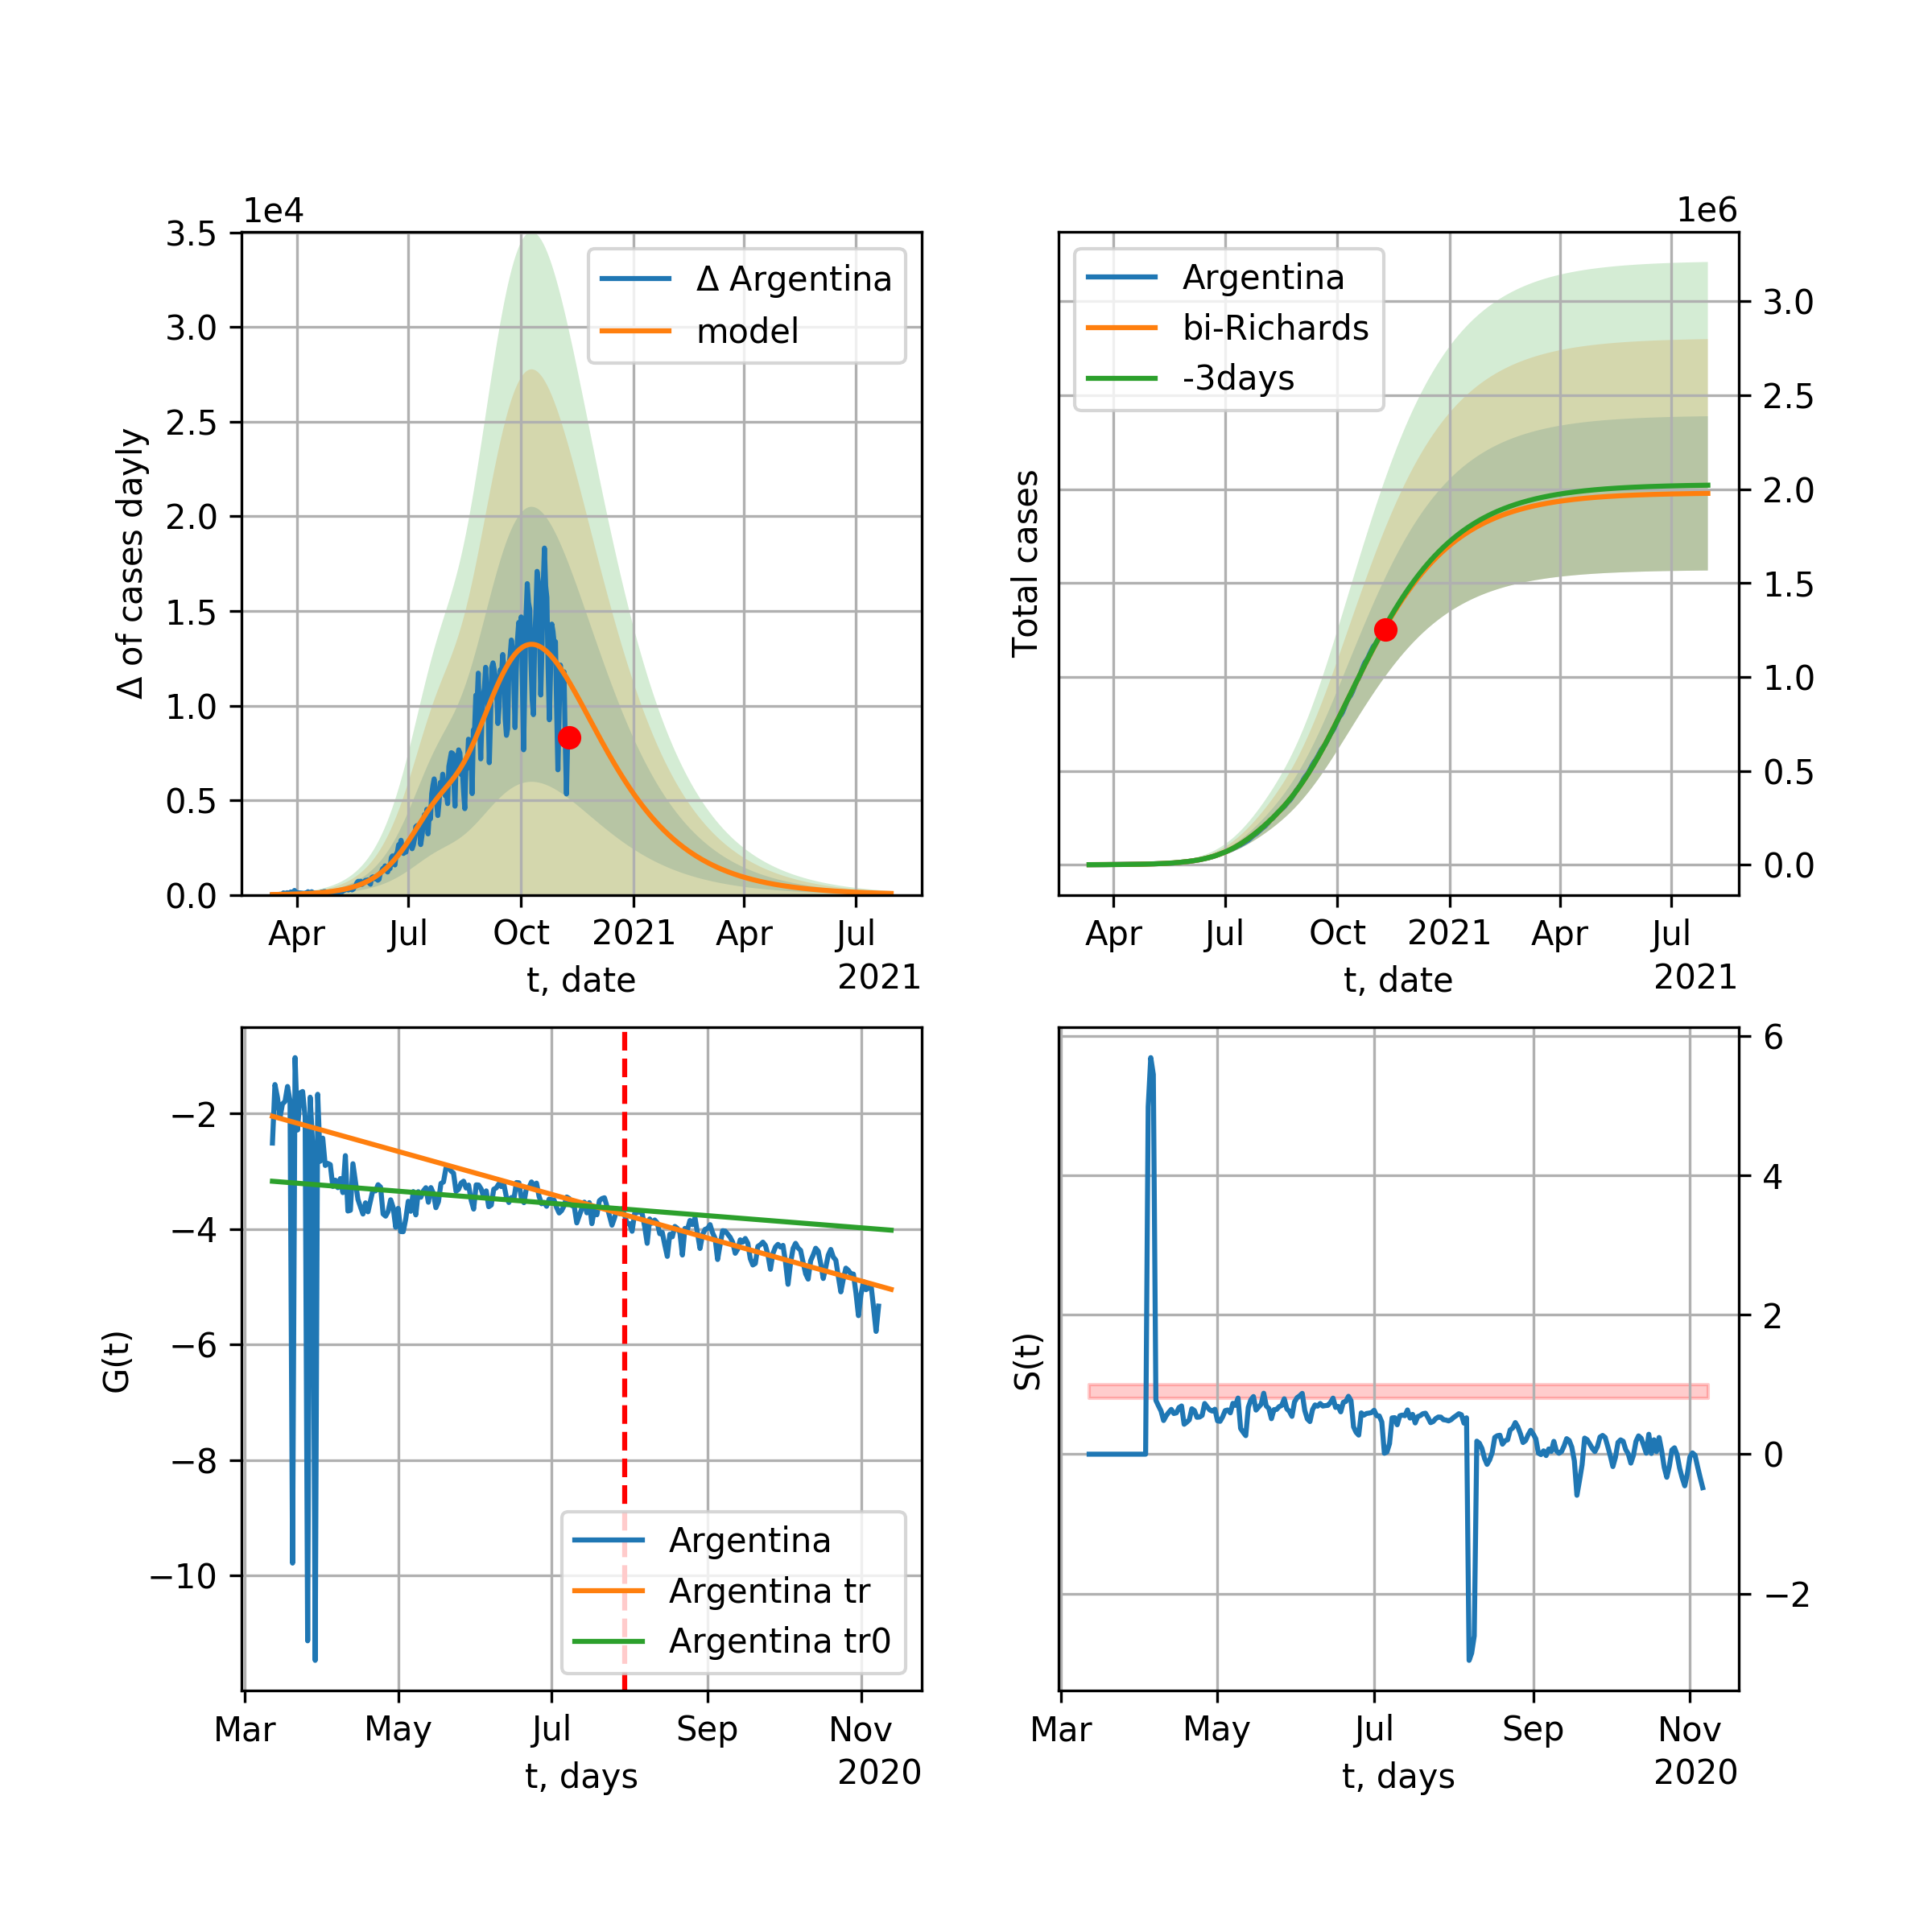 1e4
3.5
3.0
2.5
2.0
1.5
1.0
0.5
0.0
Δ of cases dayly
Δ Argentina
model
Apr Jul Oct 2021 Apr Jul
t, date
2021
1e6
Total cases
Argentina
bi-Richards
-3days
3.0
2.5
2.0
1.5
1.0
0.5
0.0
Apr Jul Oct 2021 Apr Jul
t, date
2021
G(t)
−2
−4
−6
−8
−10
Argentina
Argentina tr
Argentina tr0
Mar May Jul Sep Nov
t, days
2020
S(t)
6
4
2
0
−2
Mar May Jul Sep Nov
t, days
2020